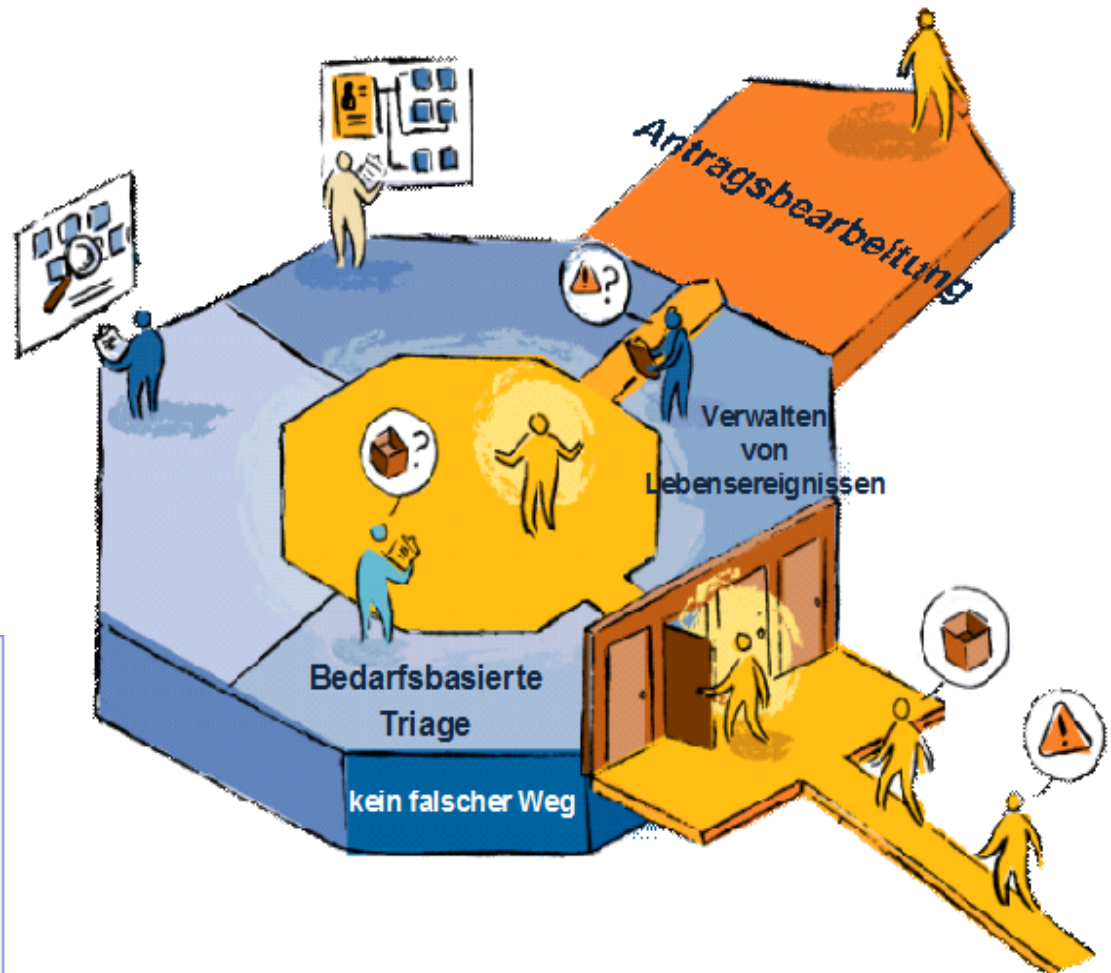 Antragsbearbeitung
?
Verwalten
von
Lebensereignissen
?
Bedarfsbasierte
Triage
kein falscher Weg